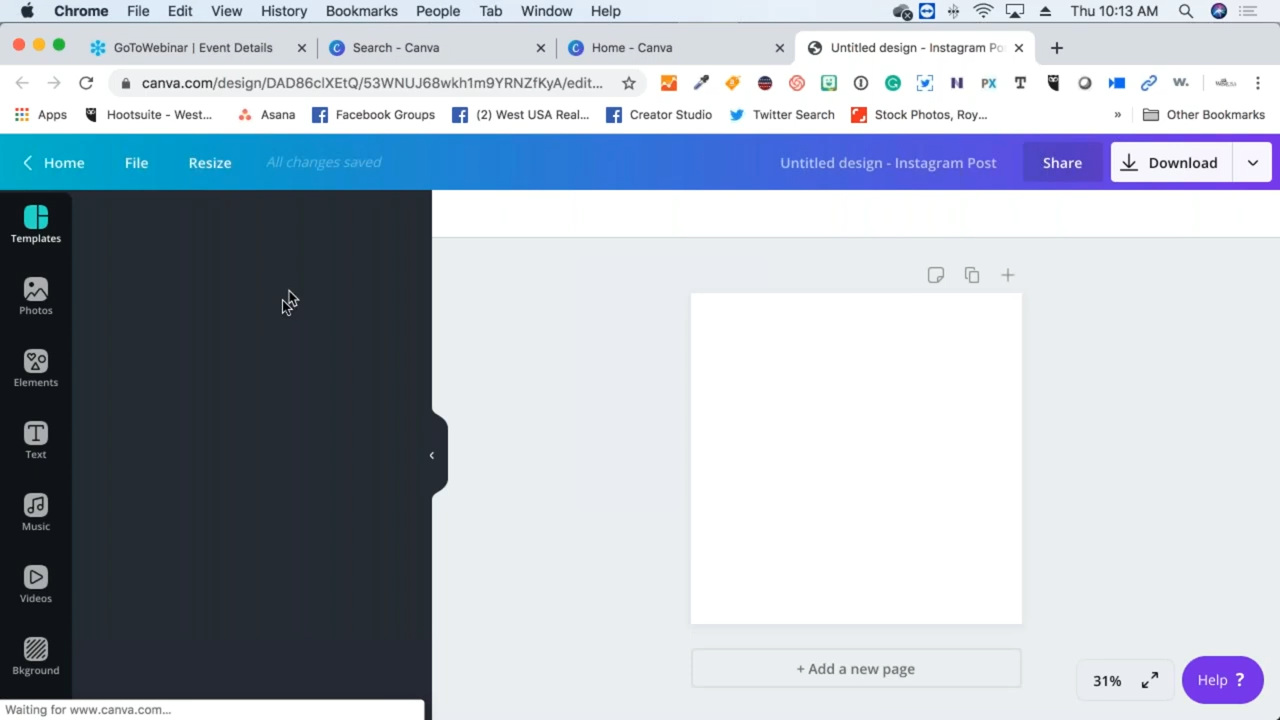 Chrome File Edit View History Bookmarks People Tab Window Help Thu 10:13 AM
GoToWebinar | Event Details Search - Canva Home - Canva Untitled design - Instagram Po
canva.com/design/DAD86clXEtQ/53WNUJ68wkh1m9YRNZfKyA/edit...
Apps Hootsuite - West... Asana Facebook Groups (2) West USA Real... Creator Studio Twitter Search Stock Photos, Roy... » Other Bookmarks
Home File Resize All changes saved Untitled design - Instagram Post Share Download
Templates
Photos
Elements
Text
Music
Videos
Bkground
+ Add a new page
31% Help ?
Waiting for www.canva.com...